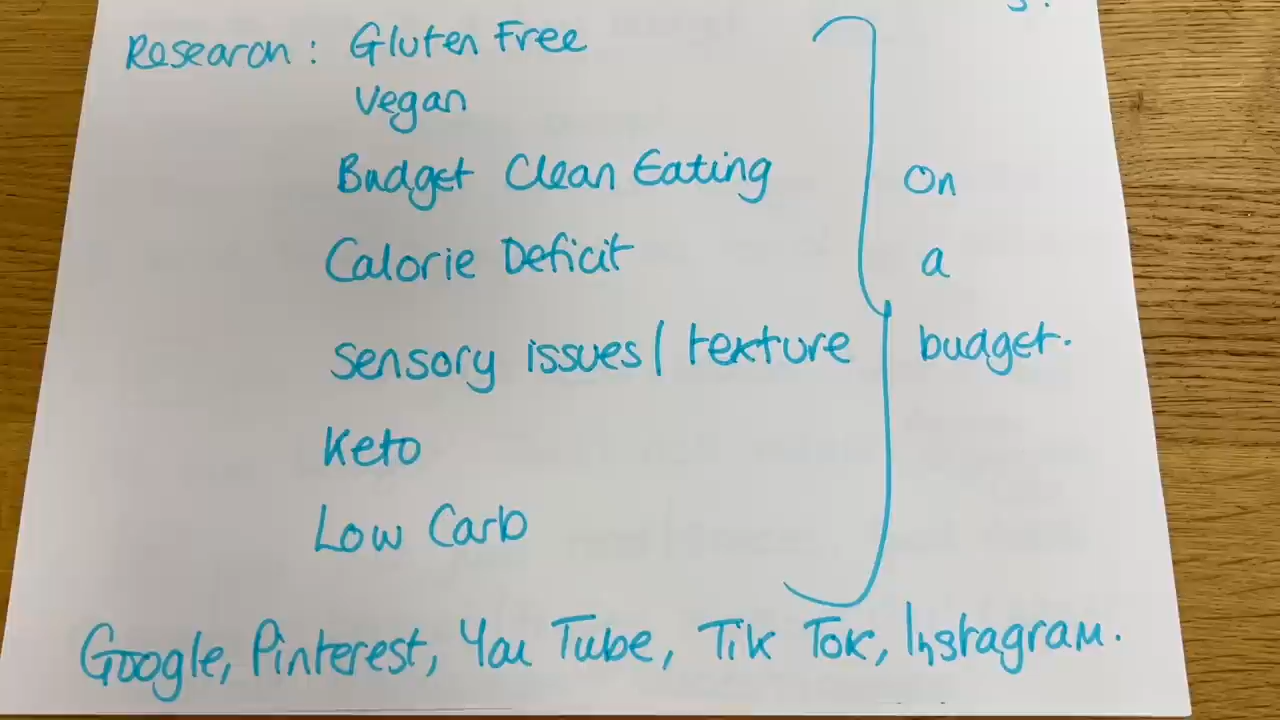 Research: Gluten Free
Vegan
Budget Clean Eating
On
Calorie Deficit
a
Sensory issues/texture
budget.
Keto
Low Carb
Google, Pinterest, You Tube, Tik Tok, Instagram.